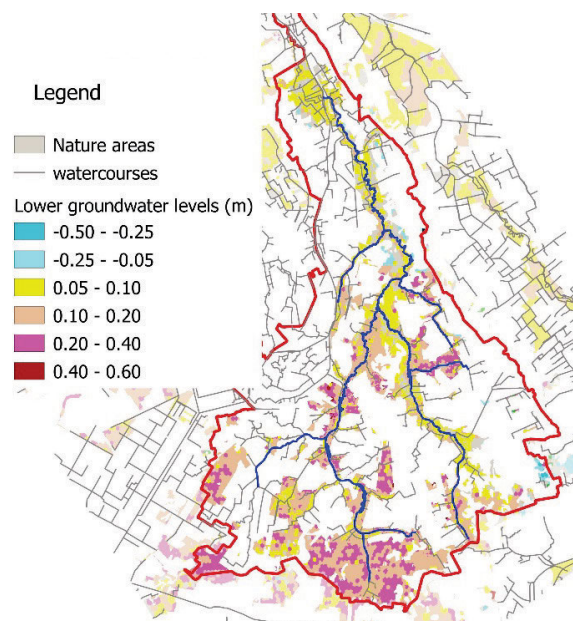 Legend
Nature areas
watercourses
Lower groundwater levels (m)
-0.50 - -0.25
-0.25 - -0.05
0.05 - 0.10
0.10 - 0.20
0.20 - 0.40
0.40 - 0.60